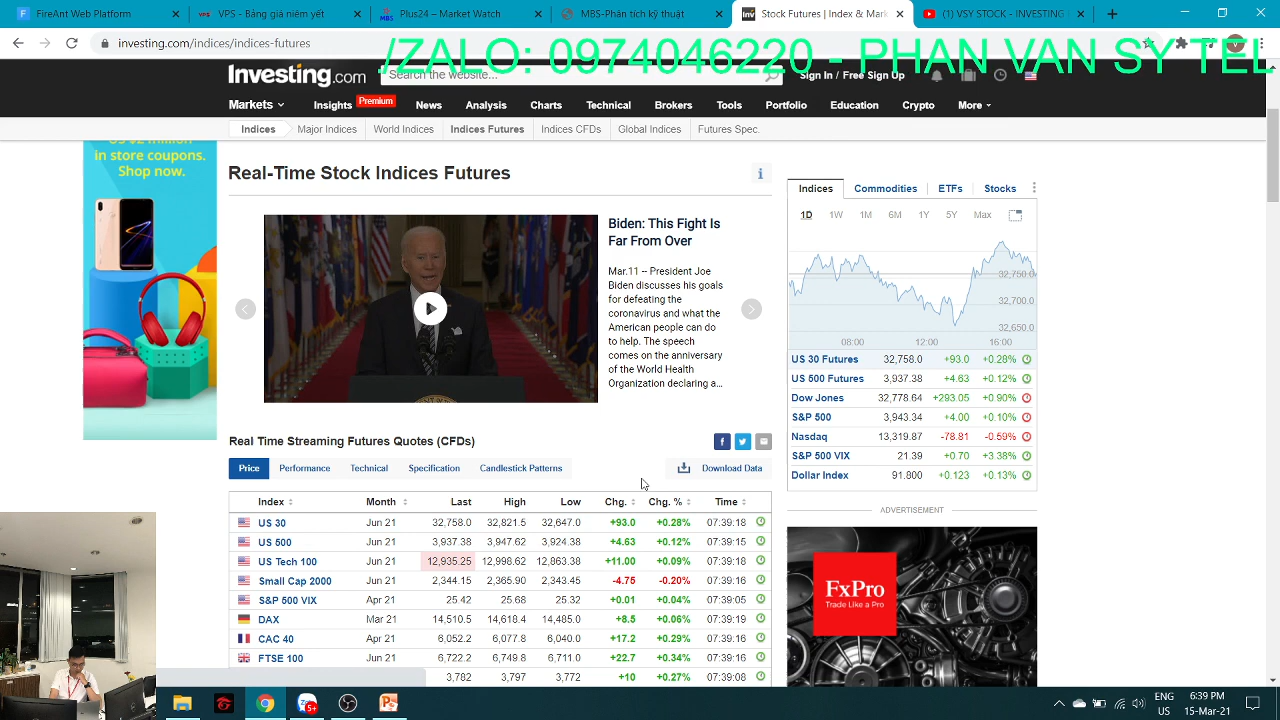 FireAnt Platform
VPS - Bảng giá niêm yết
Plus24 - Mortgage
MBS-Phân tích kỹ thuật
Stock Futures | Index & Mark
(1) VSY STOCK - INVESTING
investing.com/indices/indices-futures
/ZALO: 0974046220 - PHAN VAN SY TEL
Investing.com
Search the website...
Sign In / Free Sign Up
Markets
Insights
Premium
News
Analysis
Charts
Technical
Brokers
Tools
Portfolio
Education
Crypto
More
Indices
Major Indices
World Indices
Indices Futures
Indices CFDs
Global Indices
Futures Spec.
in store coupons.
Shop now.
Real-Time Stock Indices Futures
Biden: This Fight Is
Far From Over
Mar.11 -- President Joe
Biden discusses his goals
for defeating the
coronavirus and what the
American people can do
to help. The speech
comes on the anniversary
of the World Health
Organization declaring a...
Real Time Streaming Futures Quotes (CFDs)
Price
Performance
Technical
Specification
Candlestick Patterns
Download Data
Index Month Last High Low Chg. Chg. % Time
US 30 Jun 21 32,758.0 32,821.5 32,647.0 +93.0 +0.28% 07:39:18
US 500 Jun 21 3,937.38 3,947.62 3,924.38 +4.63 +0.12% 07:39:15
US Tech 100 Jun 21 12,935.25 12,998.62 12,863.38 +11.00 +0.09% 07:39:18
Small Cap 2000 Jun 21 2,344.15 2,365.90 2,343.45 -4.75 -0.20% 07:39:16
S&P 500 VIX Apr 21 25.42 25.68 25.32 +0.01 +0.04% 07:39:05
DAX Mar 21 14,510.5 14,618.4 14,485.0 +8.5 +0.06% 07:39:19
CAC 40 Apr 21 6,052.2 6,077.8 6,040.0 +17.2 +0.29% 07:39:16
FTSE 100 Jun 21 6,722.2 6,749.8 6,711.0 +22.7 +0.34% 07:39:16
3,782 3,797 3,772 +10 +0.27% 07:39:08
Indices
Commodities
ETFs
Stocks
1D 1W 1M 6M 1Y 5Y Max
32,750.0
32,700.0
32,650.0
08:00 12:00 16:00
US 30 Futures 32,758.0 +93.0 +0.28%
US 500 Futures 3,937.38 +4.63 +0.12%
Dow Jones 32,778.64 +293.05 +0.90%
S&P 500 3,943.34 +4.00 +0.10%
Nasdaq 13,319.87 -78.81 -0.59%
S&P 500 VIX 21.39 +0.70 +3.38%
Dollar Index 91.800 +0.123 +0.13%
ADVERTISEMENT
FxPro
Trade Like a Pro
5+
ENG
US
6:39 PM
15-Mar-21